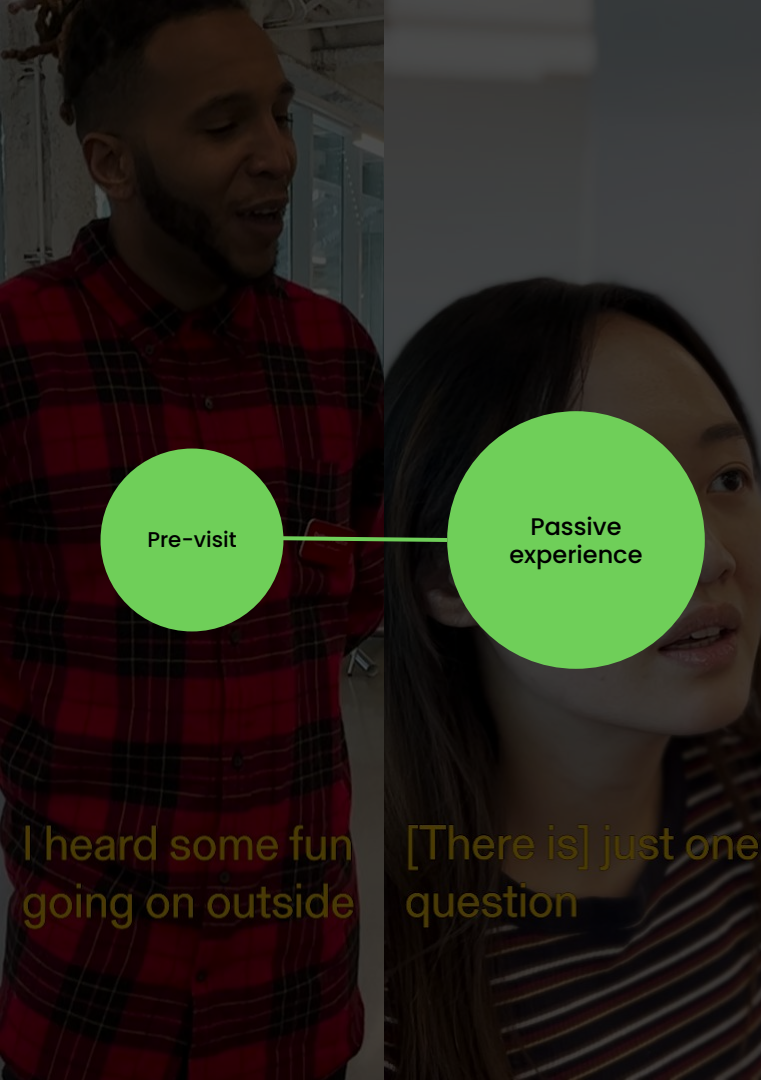 Pre-visit
Passive
experience
I heard some fun
going on outside
[There is] just one
question